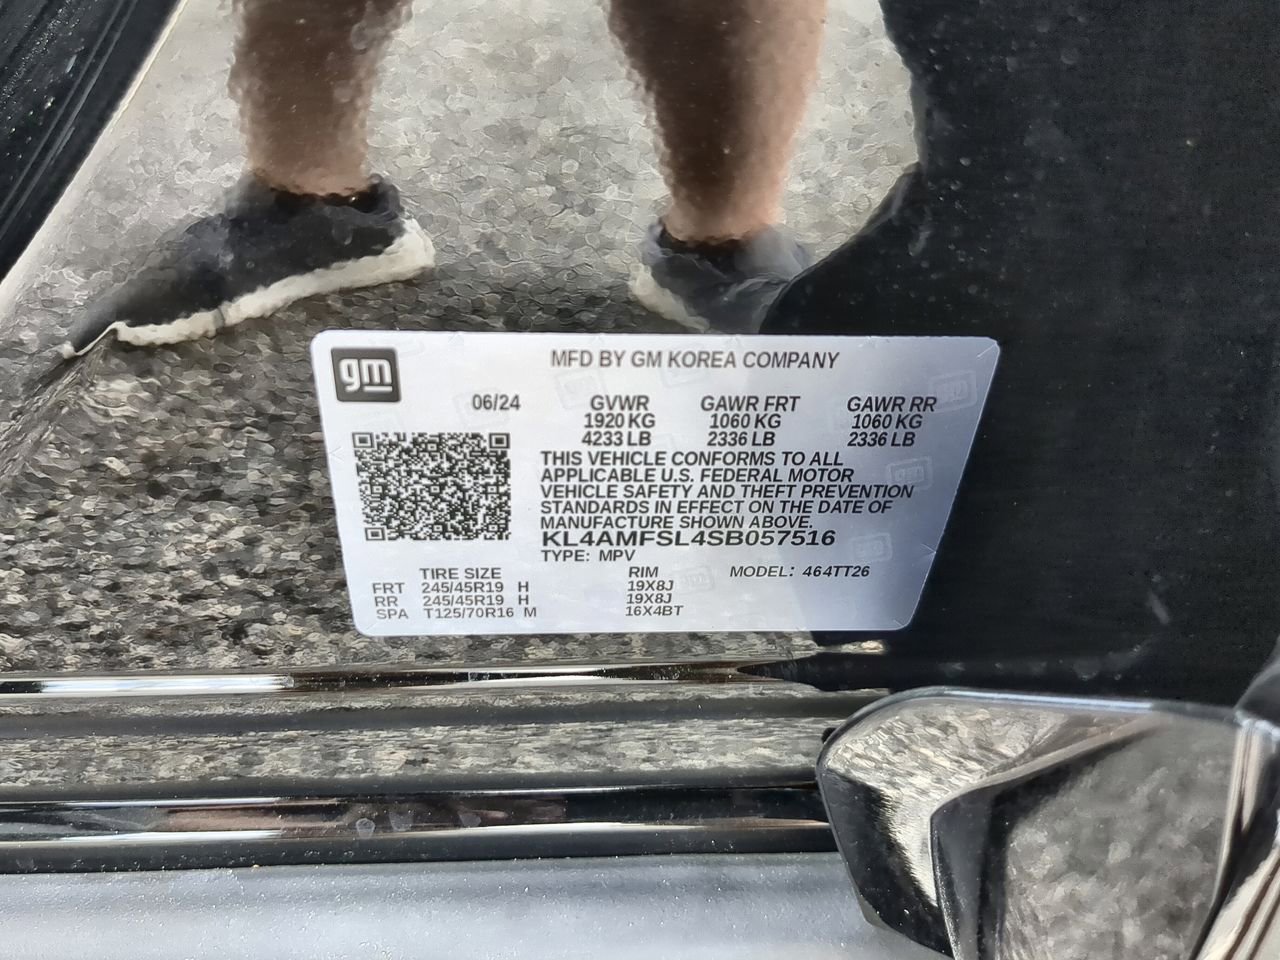 gm
MFD BY GM KOREA COMPANY
06/24 GVWR GAWR FRT GAWR RR
1920 KG 1060 KG 1060 KG
4233 LB 2336 LB 2336 LB
THIS VEHICLE CONFORMS TO ALL
APPLICABLE U.S. FEDERAL MOTOR
VEHICLE SAFETY AND THEFT PREVENTION
STANDARDS IN EFFECT ON THE DATE OF
MANUFACTURE SHOWN ABOVE.
KL4AMFSL4SB057516
TYPE: MPV
TIRE SIZE RIM MODEL: 464TT26
FRT 245/45R19 H 19X8J
RR 245/45R19 H 19X8J
SPA T125/70R16 M 16X4BT